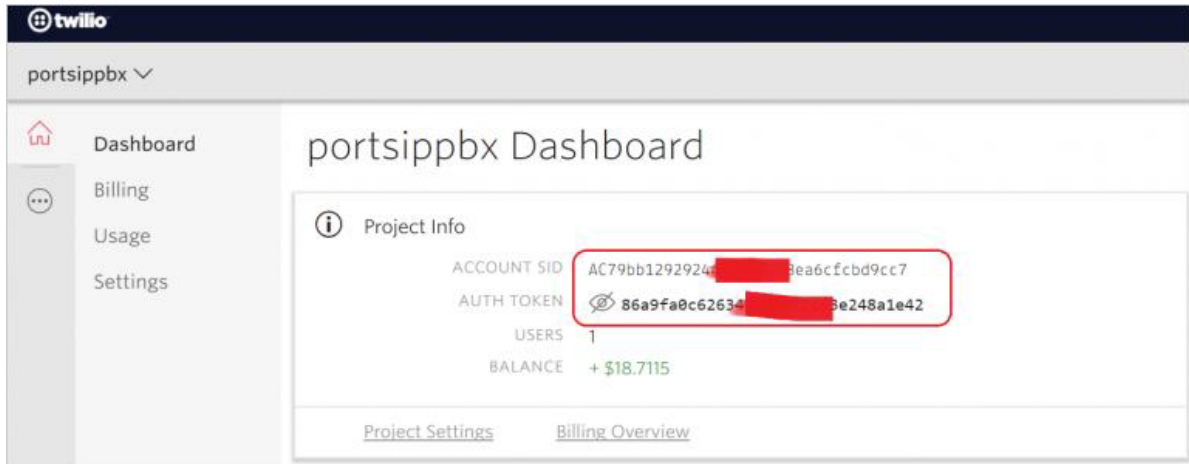 twilio
portsippbx
Dashboard
Billing
Usage
Settings
portsippbx Dashboard
Project Info
ACCOUNT SID AC79bb1292924 ea6cfcbd9cc7
AUTH TOKEN 86a9fa0c6263 e248a1e42
USERS 1
BALANCE + $18.7115
Project Settings Billing Overview